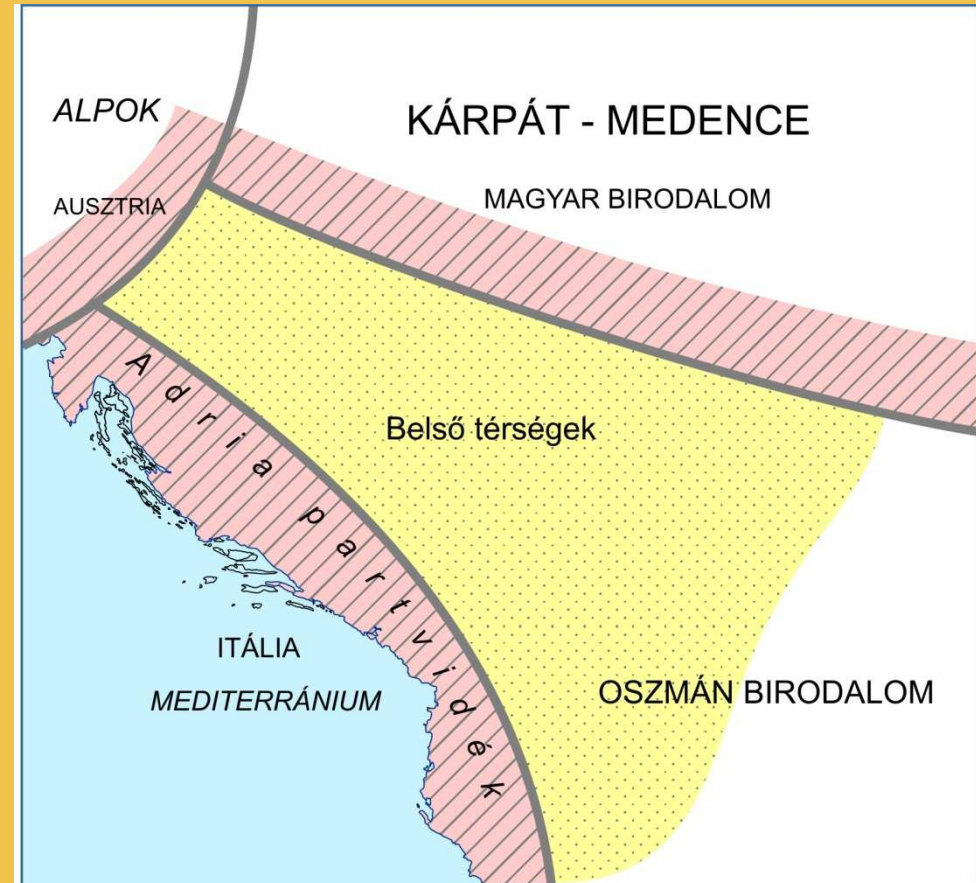 ALPOK
KÁRPÁT - MEDENCE
MAGYAR BIRODALOM
AUSZTRIA
Adria partvidék
Belső térségek
ITÁLIA
MEDITERRÁNIUM
OSZMÁN BIRODALOM